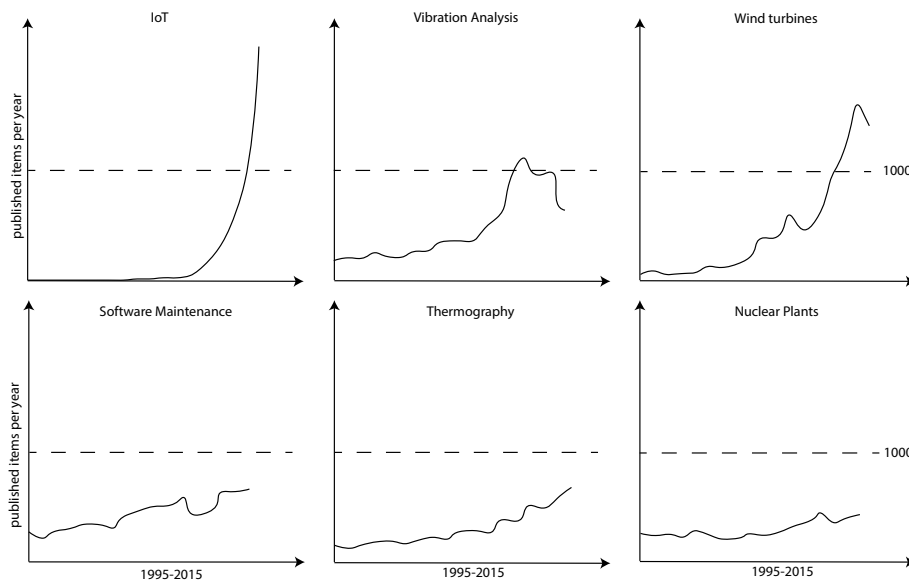 IoT
Vibration Analysis
Wind turbines
published items per year
1000
Software Maintenance
Thermography
Nuclear Plants
published items per year
1000
1995-2015
1995-2015
1995-2015